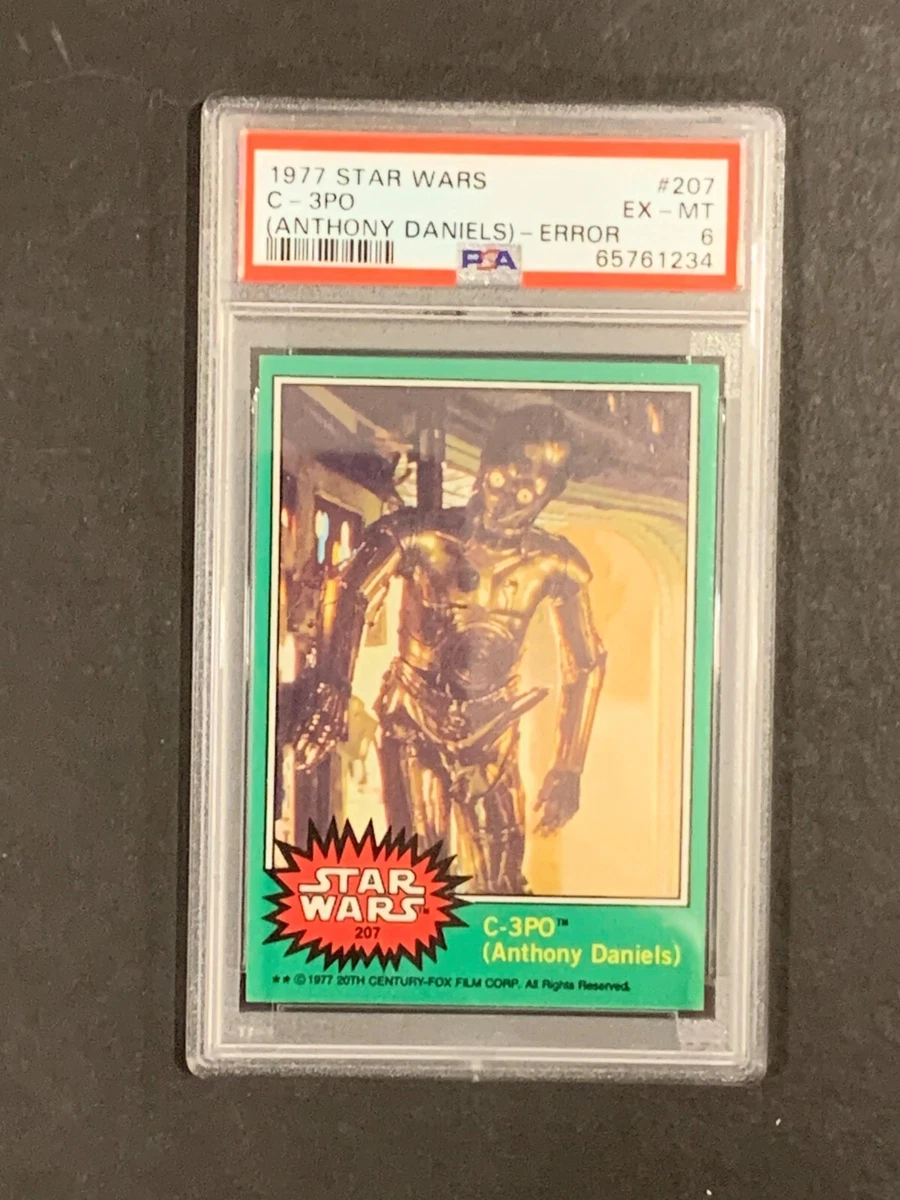 1977 STAR WARS #207
C - 3PO EX - MT
(ANTHONY DANIELS) - ERROR 6
PSA 65761234
STAR
WARS™
207
C-3PO™
(Anthony Daniels)
★★ © 1977 20TH CENTURY-FOX FILM CORP. All Rights Reserved.